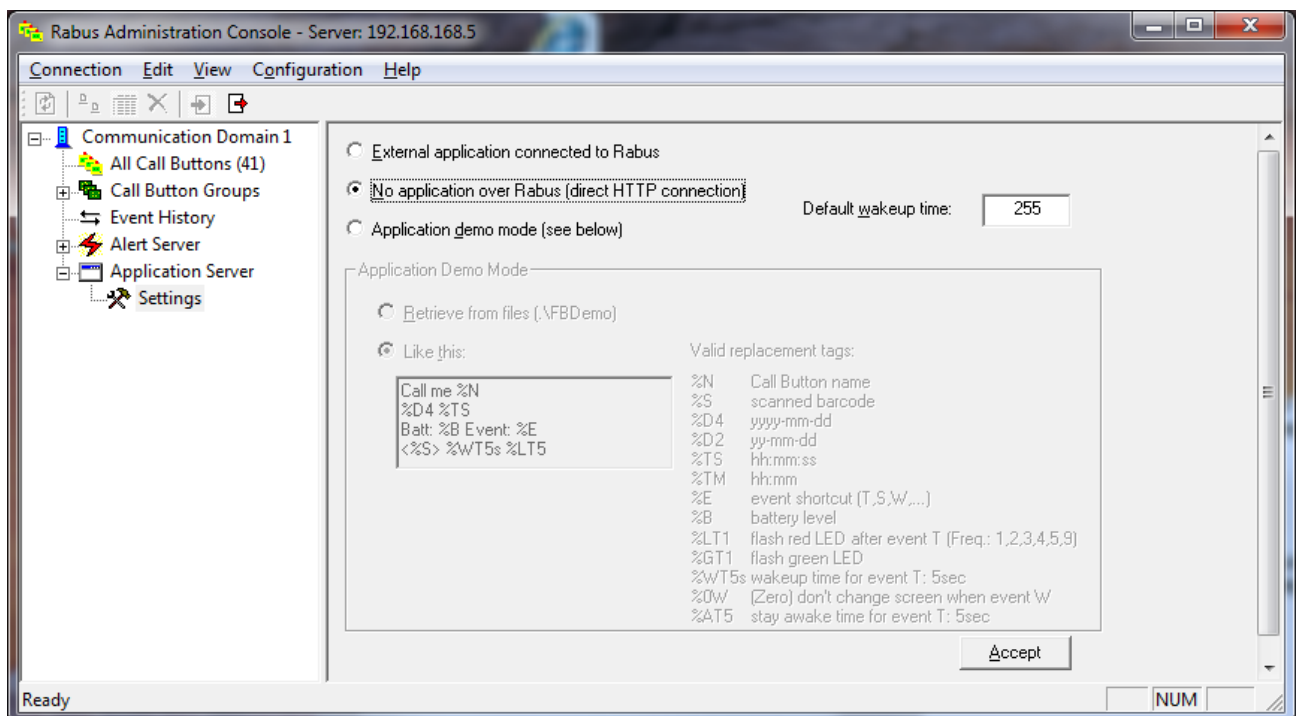 Rabus Administration Console - Server: 192.168.168.5
Connection Edit View Configuration Help
Communication Domain 1
All Call Buttons (41)
Call Button Groups
Event History
Alert Server
Application Server
Settings
External application connected to Rabus
No application over Rabus (direct HTTP connection)
Default wakeup time: 255
Application demo mode (see below)
Application Demo Mode
Retrieve from files (.\FBDemo)
Like this:
Call me %N
%D4 %TS
Batt: %B Event: %E
<%S> %WT5s %LT5
Valid replacement tags:
%N Call Button name
%S scanned barcode
%D4 yyyy-mm-dd
%D2 yy-mm-dd
%TS hh:mm:ss
%TM hh:mm
%E event shortcut (T,S,W,...)
%B battery level
%LT1 flash red LED after event T (Freq.: 1,2,3,4,5,9)
%GT1 flash green LED
%WT5s wakeup time for event T: 5sec
%0W (Zero) don't change screen when event W
%AT5 stay awake time for event T: 5sec
Accept
Ready
NUM